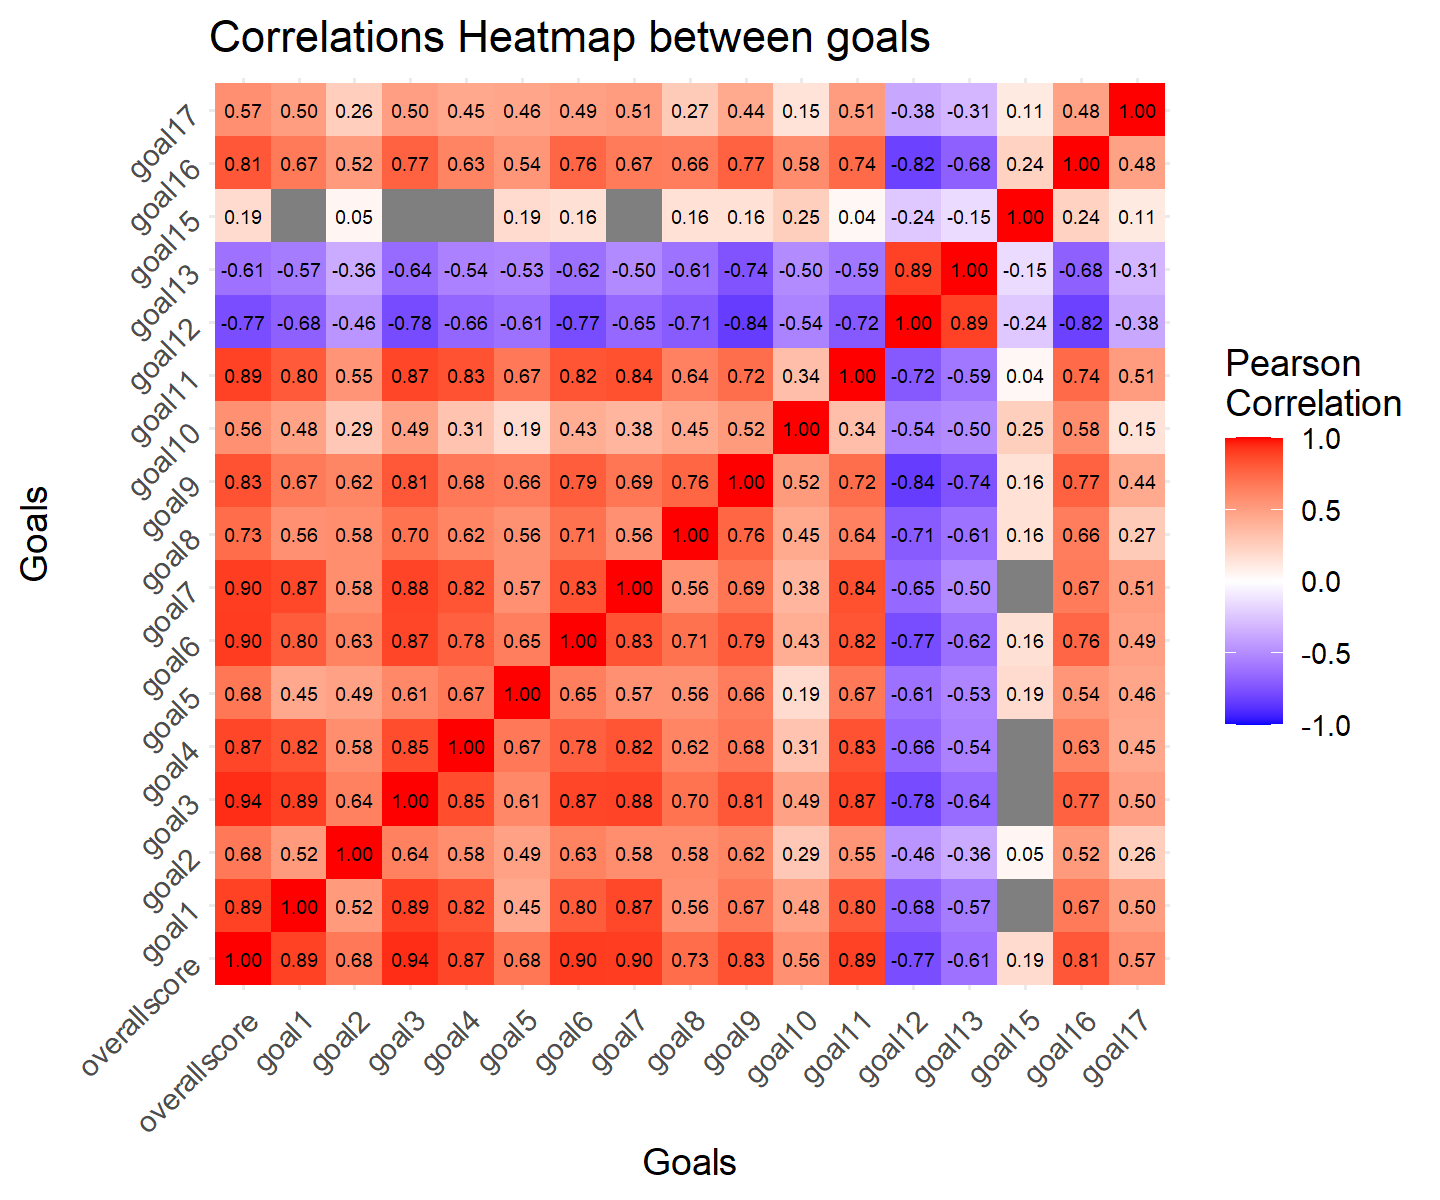 Correlations Heatmap between goals
goal17 0.57 0.50 0.26 0.50 0.45 0.46 0.49 0.51 0.27 0.44 0.15 0.51 -0.38 -0.31 0.11 0.48 1.00
goal16 0.81 0.67 0.52 0.77 0.63 0.54 0.76 0.67 0.66 0.77 0.58 0.74 -0.82 -0.68 0.24 1.00 0.48
goal15 0.19 0.05 0.19 0.16 0.16 0.16 0.25 0.04 -0.24 -0.15 1.00 0.24 0.11
goal13 -0.61 -0.57 -0.36 -0.64 -0.54 -0.53 -0.62 -0.50 -0.61 -0.74 -0.50 -0.59 0.89 1.00 -0.15 -0.68 -0.31
goal12 -0.77 -0.68 -0.46 -0.78 -0.66 -0.61 -0.77 -0.65 -0.71 -0.84 -0.54 -0.72 1.00 0.89 -0.24 -0.82 -0.38
goal11 0.89 0.80 0.55 0.87 0.83 0.67 0.82 0.84 0.64 0.72 0.34 1.00 -0.72 -0.59 0.04 0.74 0.51
goal10 0.56 0.48 0.29 0.49 0.31 0.19 0.43 0.38 0.45 0.52 1.00 0.34 -0.54 -0.50 0.25 0.58 0.15
goal9 0.83 0.67 0.62 0.81 0.68 0.66 0.79 0.69 0.76 1.00 0.52 0.72 -0.84 -0.74 0.16 0.77 0.44
goal8 0.73 0.56 0.58 0.70 0.62 0.56 0.71 0.56 1.00 0.76 0.45 0.64 -0.71 -0.61 0.16 0.66 0.27
goal7 0.90 0.87 0.58 0.88 0.82 0.57 0.83 1.00 0.56 0.69 0.38 0.84 -0.65 -0.50 0.67 0.51
goal6 0.90 0.80 0.63 0.87 0.78 0.65 1.00 0.83 0.71 0.79 0.43 0.82 -0.77 -0.62 0.16 0.76 0.49
goal5 0.68 0.45 0.49 0.61 0.67 1.00 0.65 0.57 0.56 0.66 0.19 0.67 -0.61 -0.53 0.19 0.54 0.46
goal4 0.87 0.82 0.58 0.85 1.00 0.67 0.78 0.82 0.62 0.68 0.31 0.83 -0.66 -0.54 0.63 0.45
goal3 0.94 0.89 0.64 1.00 0.85 0.61 0.87 0.88 0.70 0.81 0.49 0.87 -0.78 -0.64 0.77 0.50
goal2 0.68 0.52 1.00 0.64 0.58 0.49 0.63 0.58 0.58 0.62 0.29 0.55 -0.46 -0.36 0.05 0.52 0.26
goal1 0.89 1.00 0.52 0.89 0.82 0.45 0.80 0.87 0.56 0.67 0.48 0.80 -0.68 -0.57 0.67 0.50
overallscore 1.00 0.89 0.68 0.94 0.87 0.68 0.90 0.90 0.73 0.83 0.56 0.89 -0.77 -0.61 0.19 0.81 0.57
overallscore goal1 goal2 goal3 goal4 goal5 goal6 goal7 goal8 goal9 goal10 goal11 goal12 goal13 goal15 goal16 goal17
Goals
Goals
Pearson
Correlation
1.0
0.5
0.0
-0.5
-1.0